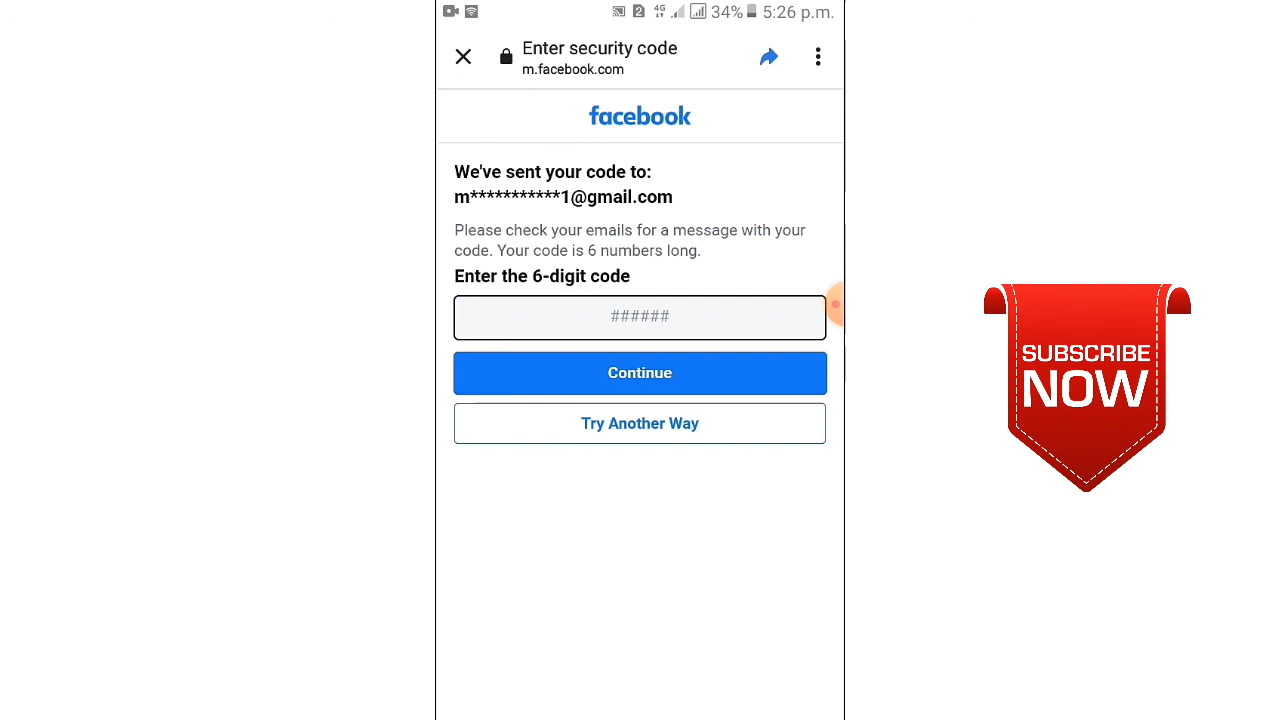 34% 5:26 p.m.
Enter security code
m.facebook.com
facebook
We've sent your code to:
m***********1@gmail.com
Please check your emails for a message with your
code. Your code is 6 numbers long.
Enter the 6-digit code
######
Continue
Try Another Way
SUBSCRIBE
NOW